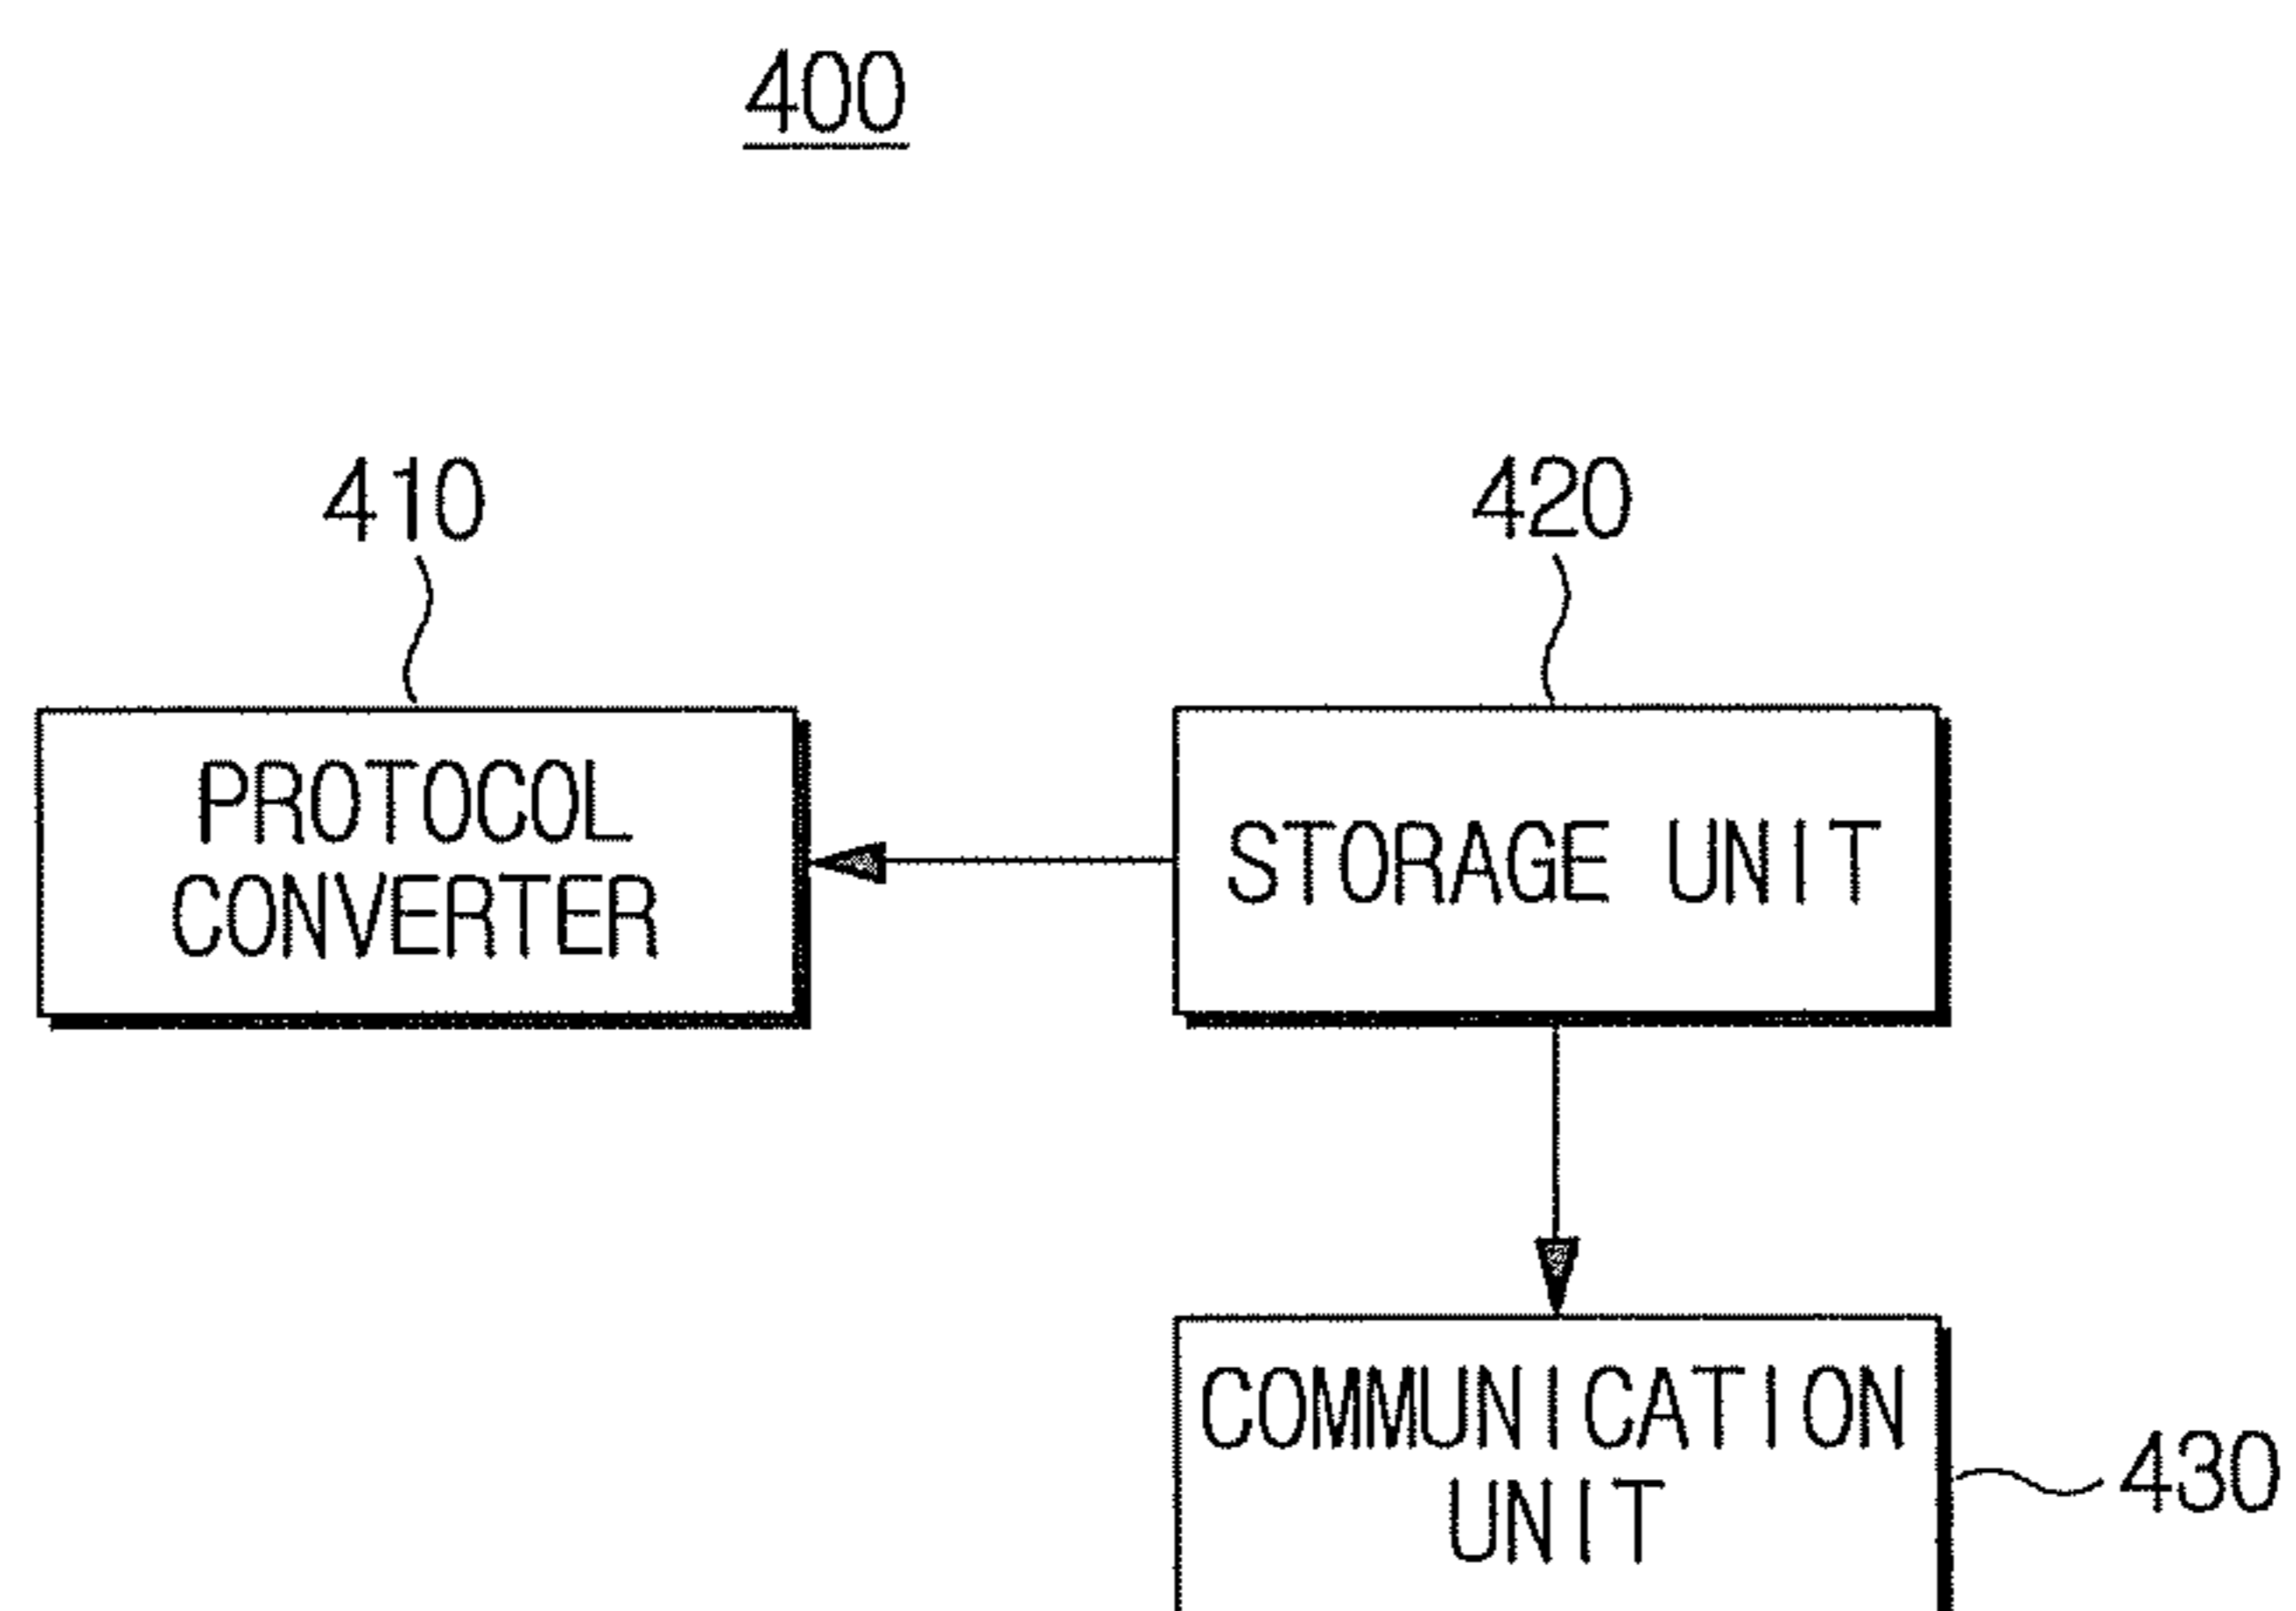 400
410
420
PROTOCOL
CONVERTER
STORAGE UNIT
COMMUNICATION
UNIT
430